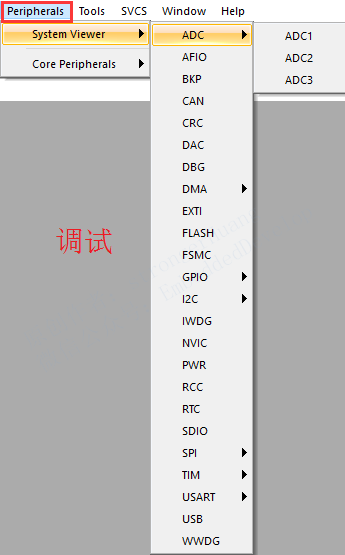 Peripherals Tools SVCS Window Help
System Viewer
Core Peripherals
ADC
AFIO
BKP
CAN
CRC
DAC
DBG
DMA
EXTI
FLASH
FSMC
GPIO
I2C
IWDG
NVIC
PWR
RCC
RTC
SDIO
SPI
TIM
USART
USB
WWDG
ADC1
ADC2
ADC3
调试